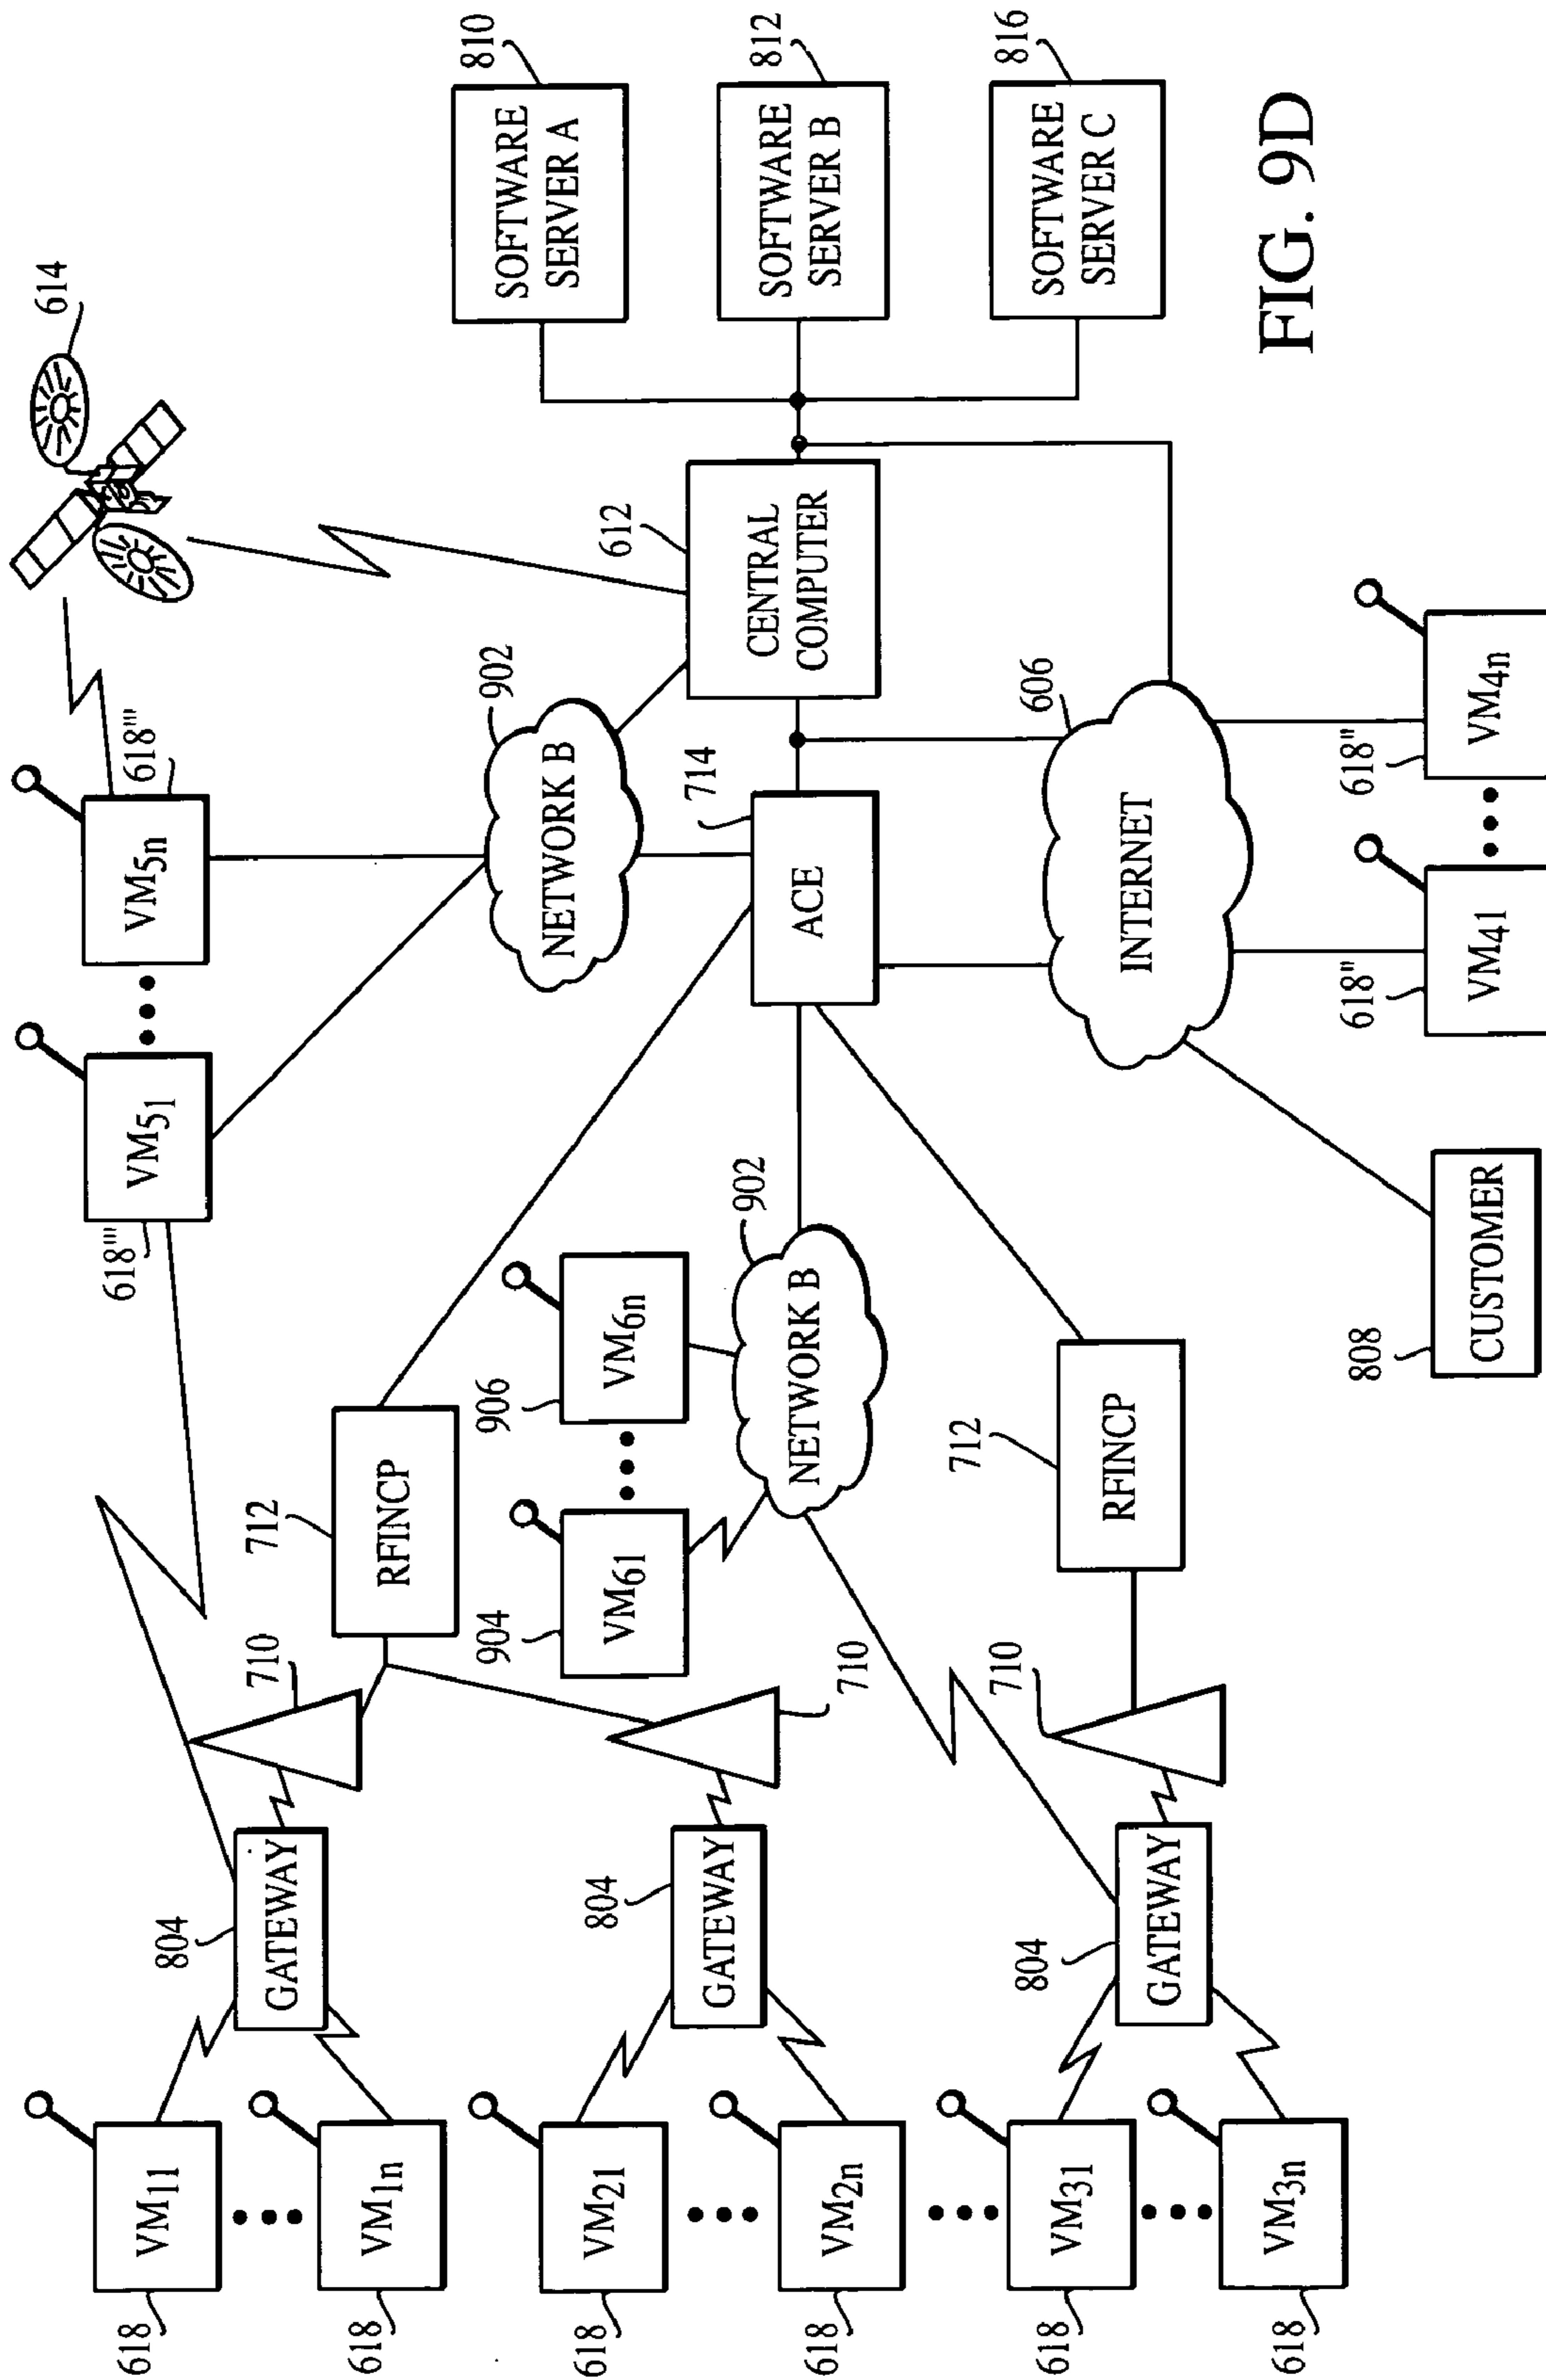 614
810
SOFTWARE
SERVER A
812
SOFTWARE
SERVER B
816
SOFTWARE
SERVER C
FIG. 9D
612
CENTRAL
COMPUTER
902
NETWORK B
618'''
VM5n
VM51
618'''
714
ACE
606
INTERNET
618''
VM4n
618''
VM41
808
CUSTOMER
902
NETWORK B
906
VM6n
904
VM61
712
RFINCP
712
RFINCP
710
710
710
804
GATEWAY
804
GATEWAY
804
GATEWAY
VM11
618
VM1n
618
VM21
618
VM2n
618
VM31
618
VM3n
618